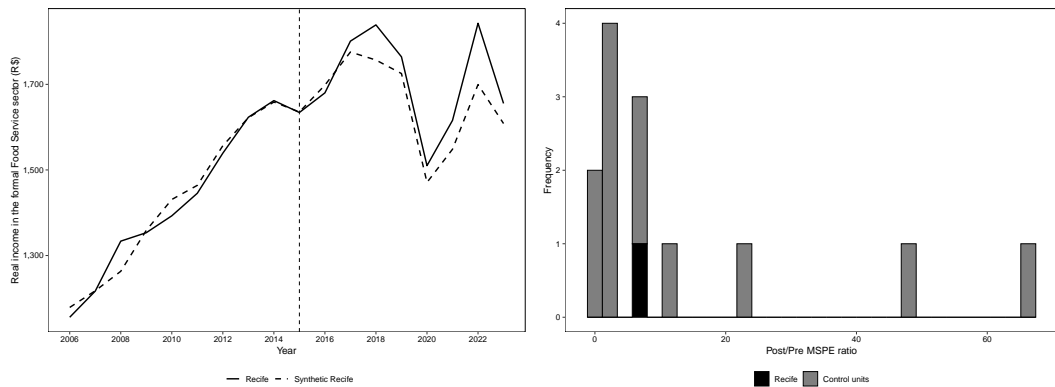 Real income in the formal Food Service sector (R$)
1,700
1,500
1,300
2006 2008 2010 2012 2014 2016 2018 2020 2022
Year
Recife Synthetic Recife
Frequency
4
3
2
1
0
0 20 40 60
Post/Pre MSPE ratio
Recife Control units